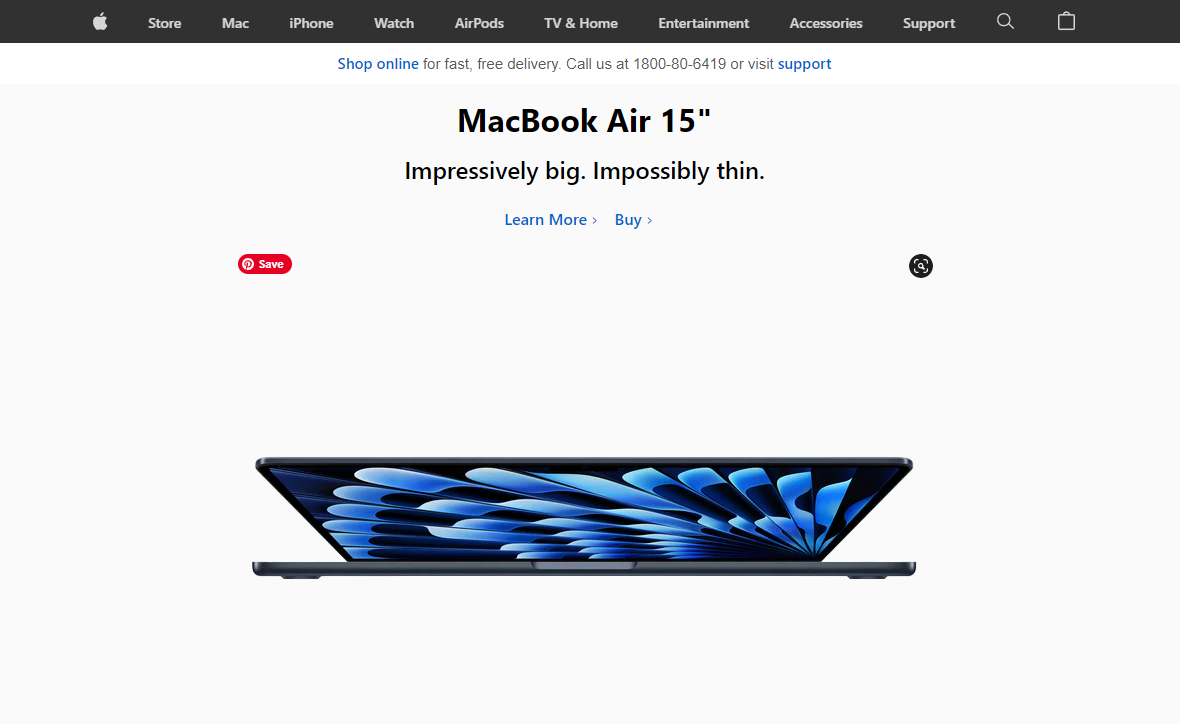 Store Mac iPhone Watch AirPods TV & Home Entertainment Accessories Support
Shop online for fast, free delivery. Call us at 1800-80-6419 or visit support
MacBook Air 15"
Impressively big. Impossibly thin.
Learn More › Buy ›
Save